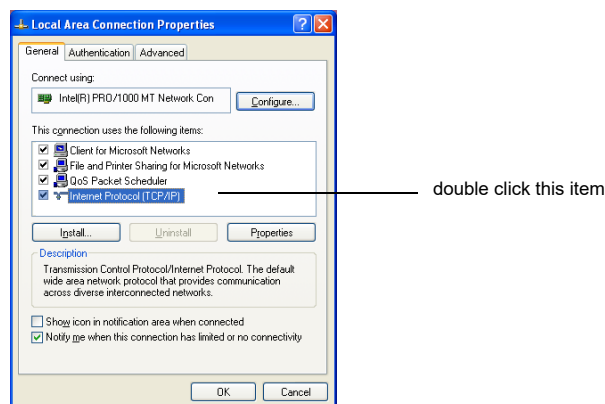 Local Area Connection Properties
General Authentication Advanced
Connect using:
Intel(R) PRO/1000 MT Network Con Configure...
This connection uses the following items:
Client for Microsoft Networks
File and Printer Sharing for Microsoft Networks
QoS Packet Scheduler
Internet Protocol (TCP/IP)
double click this item
Install... Uninstall Properties
Description
Transmission Control Protocol/Internet Protocol. The default
wide area network protocol that provides communication
across diverse interconnected networks.
Show icon in notification area when connected
Notify me when this connection has limited or no connectivity
OK Cancel